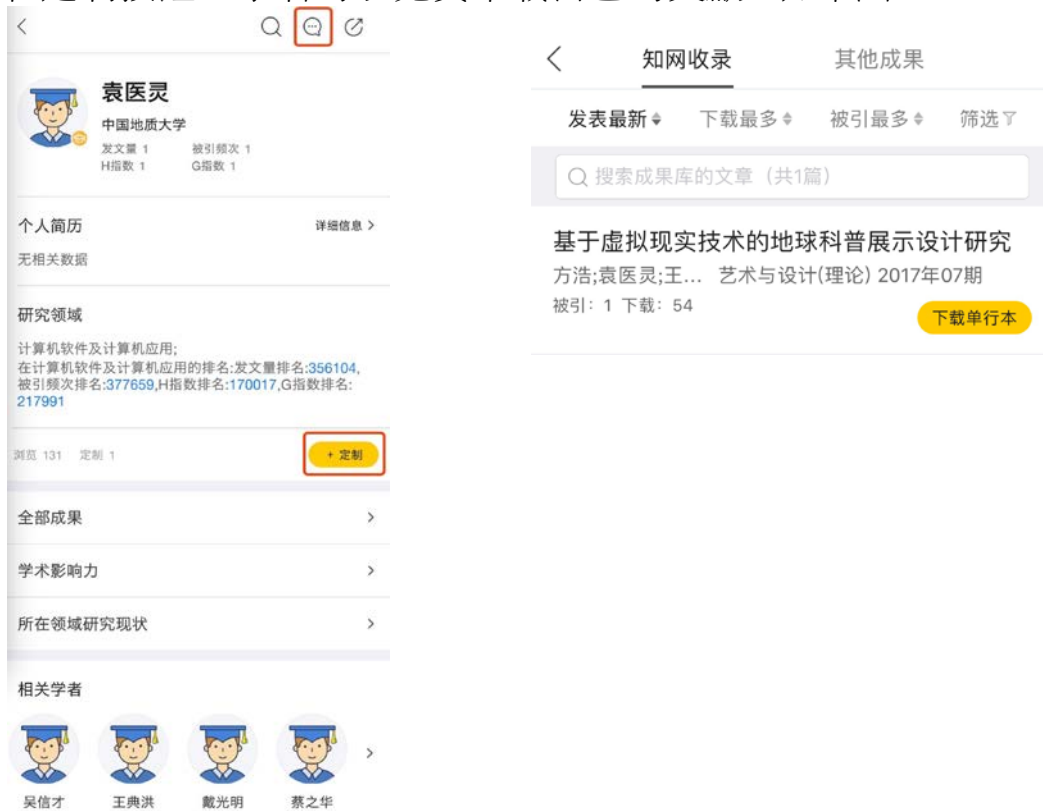 袁医灵
中国地质大学
发文量 1 被引频次 1
H指数 1 G指数 1
个人简历 详细信息 >
无相关数据
研究领域
计算机软件及计算机应用;
在计算机软件及计算机应用的排名:发文量排名:356104,
被引频次排名:377659,H指数排名:170017,G指数排名:
217991
浏览 131 定制 1 + 定制
全部成果 >
学术影响力 >
所在领域研究现状 >
相关学者
吴信才 王典洪 戴光明 蔡之华
知网收录 其他成果
发表最新 下载最多 被引最多 筛选
搜索成果库的文章（共1篇）
基于虚拟现实技术的地球科普展示设计研究
方浩;袁医灵;王... 艺术与设计(理论) 2017年07期
被引: 1 下载: 54
下载单行本